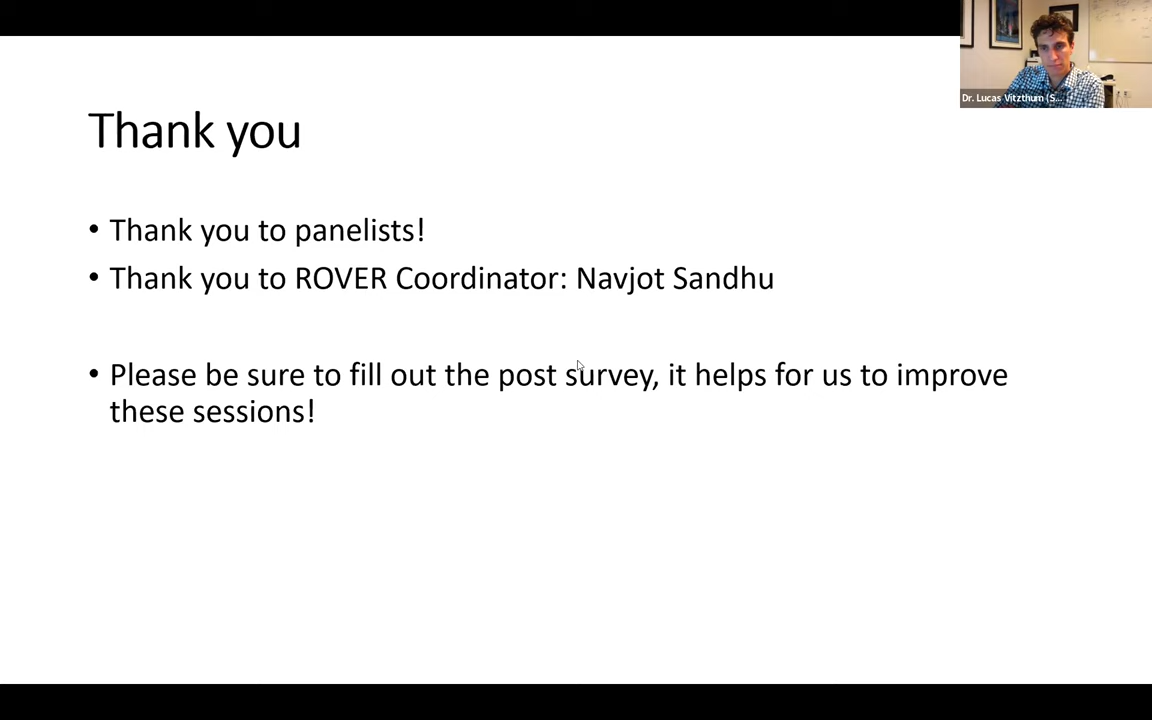 Dr. Lucas Vitzthum (S...
Thank you
• Thank you to panelists!
• Thank you to ROVER Coordinator: Navjot Sandhu
• Please be sure to fill out the post survey, it helps for us to improve
these sessions!